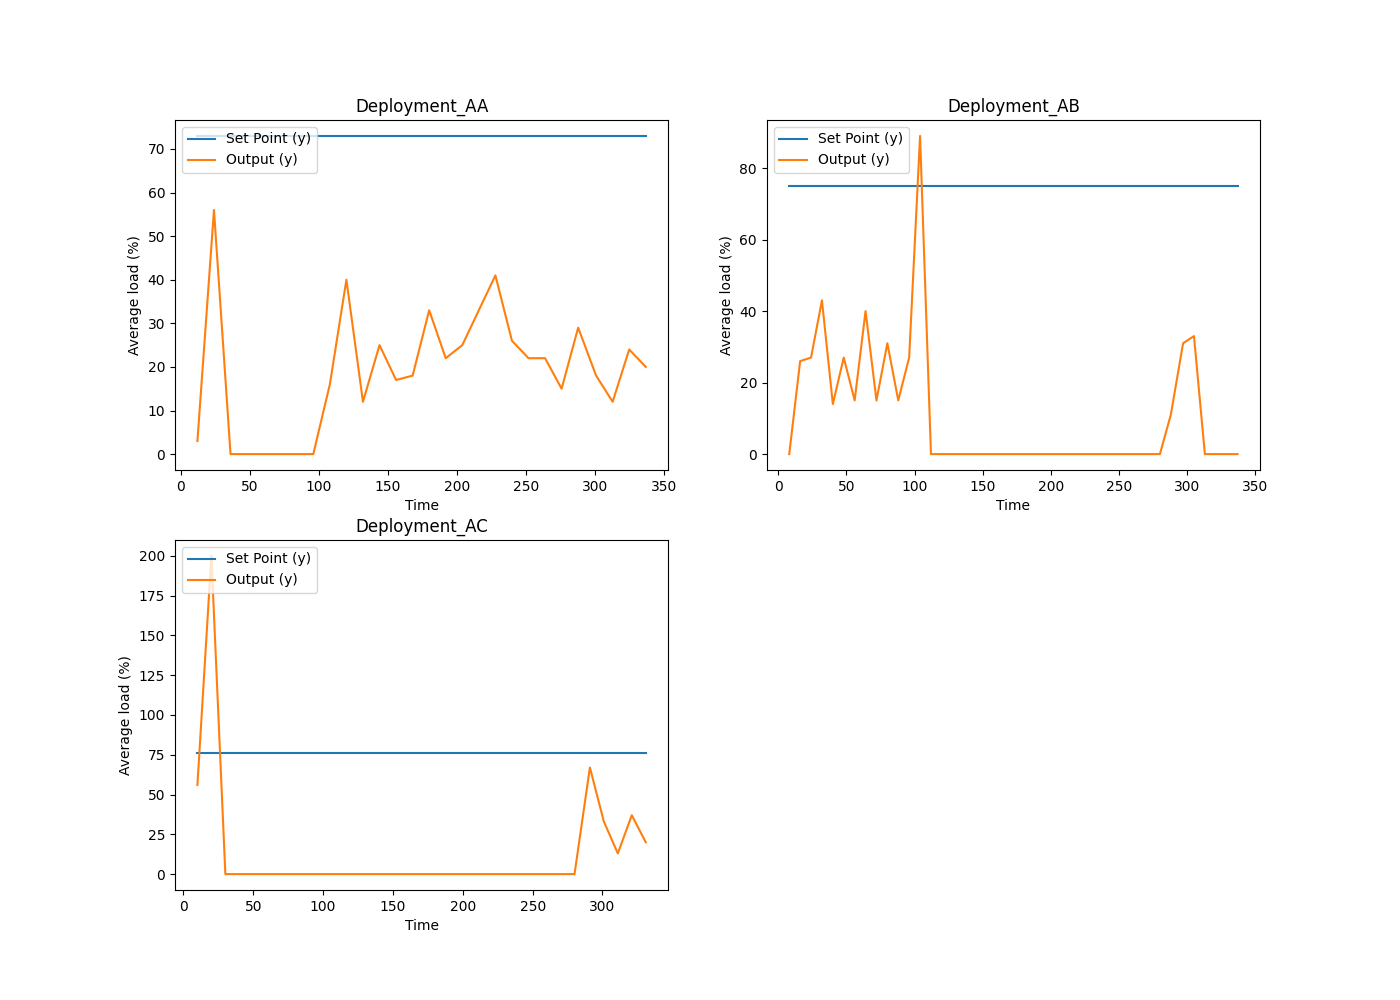 Deployment_AA
Set Point (y)
Output (y)
70
60
50
40
30
20
10
0
Average load (%)
0 50 100 150 200 250 300 350
Time
Deployment_AB
Set Point (y)
Output (y)
80
60
40
20
0
Average load (%)
0 50 100 150 200 250 300 350
Time
Deployment_AC
Set Point (y)
Output (y)
200
175
150
125
100
75
50
25
0
Average load (%)
0 50 100 150 200 250 300
Time